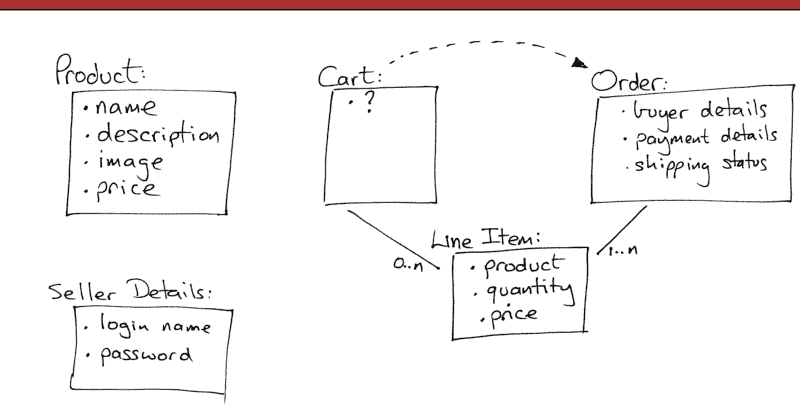 Product:
• name
• description
• image
• price
Cart:
• ?
Order:
• buyer details
• payment details
• shipping status
Line Item:
• product
• quantity
• price
0..n
1..n
Seller Details:
• login name
• password